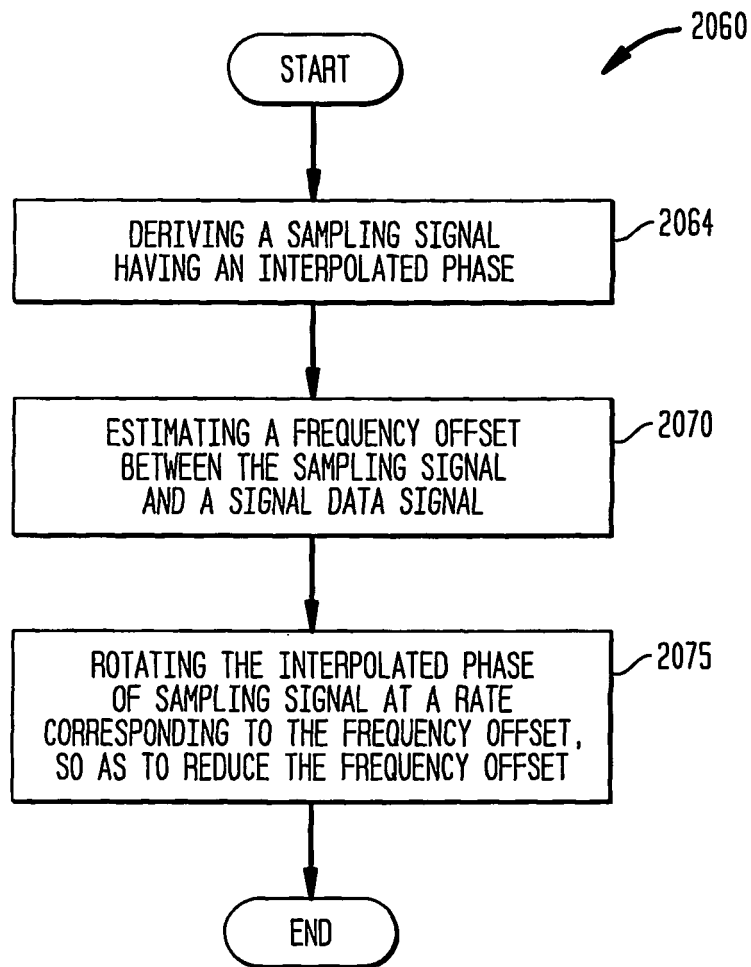 2060
START
DERIVING A SAMPLING SIGNAL
HAVING AN INTERPOLATED PHASE
2064
ESTIMATING A FREQUENCY OFFSET
BETWEEN THE SAMPLING SIGNAL
AND A SIGNAL DATA SIGNAL
2070
ROTATING THE INTERPOLATED PHASE
OF SAMPLING SIGNAL AT A RATE
CORRESPONDING TO THE FREQUENCY OFFSET,
SO AS TO REDUCE THE FREQUENCY OFFSET
2075
END